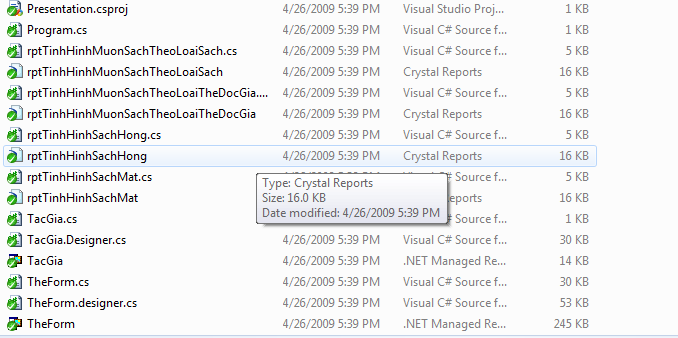 Presentation.csproj 4/26/2009 5:39 PM Visual Studio Proj... 1 KB
Program.cs 4/26/2009 5:39 PM Visual C# Source f... 1 KB
rptTinhHinhMuonSachTheoLoaiSach.cs 4/26/2009 5:39 PM Visual C# Source f... 5 KB
rptTinhHinhMuonSachTheoLoaiSach 4/26/2009 5:39 PM Crystal Reports 16 KB
rptTinhHinhMuonSachTheoLoaiTheDocGia.... 4/26/2009 5:39 PM Visual C# Source f... 5 KB
rptTinhHinhMuonSachTheoLoaiTheDocGia 4/26/2009 5:39 PM Crystal Reports 16 KB
rptTinhHinhSachHong.cs 4/26/2009 5:39 PM Visual C# Source f... 5 KB
rptTinhHinhSachHong 4/26/2009 5:39 PM Crystal Reports 16 KB
rptTinhHinhSachMat.cs Visual C# Source f... 5 KB
rptTinhHinhSachMat Crystal Reports 16 KB
Type: Crystal Reports
Size: 16.0 KB
Date modified: 4/26/2009 5:39 PM
TacGia.cs Visual C# Source f... 1 KB
TacGia.Designer.cs 4/26/2009 5:39 PM Visual C# Source f... 30 KB
TacGia 4/26/2009 5:39 PM .NET Managed Re... 14 KB
TheForm.cs 4/26/2009 5:39 PM Visual C# Source f... 30 KB
TheForm.designer.cs 4/26/2009 5:39 PM Visual C# Source f... 53 KB
TheForm 4/26/2009 5:39 PM .NET Managed Re... 245 KB